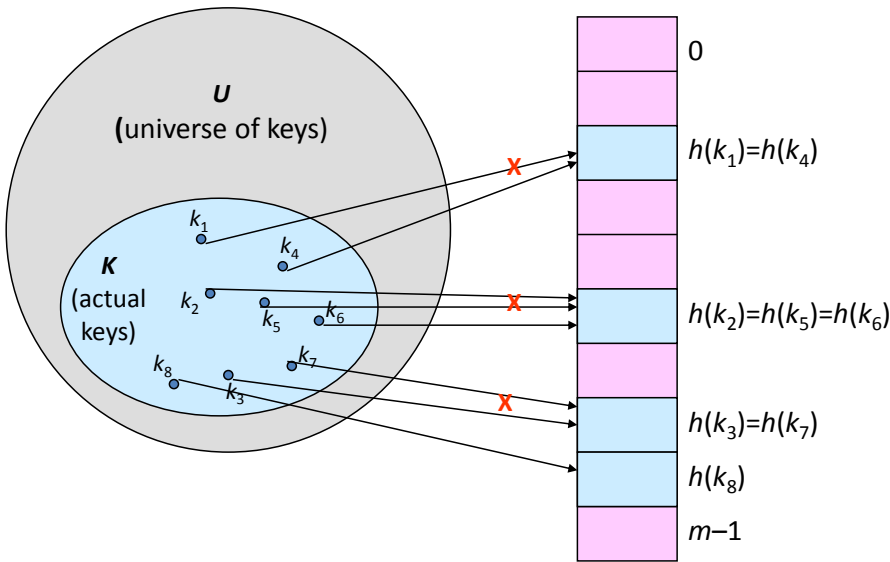 U
(universe of keys)
K
(actual
keys)
k₁
k₄
k₂
k₅
k₆
k₇
k₈
k₃
X
X
X
0
h(k₁)=h(k₄)
h(k₂)=h(k₅)=h(k₆)
h(k₃)=h(k₇)
h(k₈)
m–1